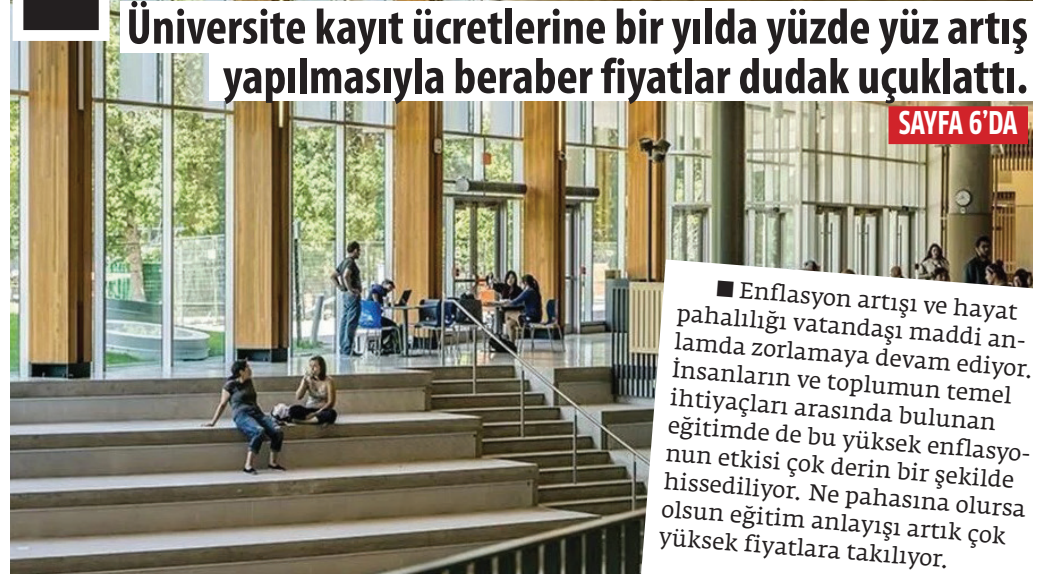 Üniversite kayıt ücretlerine bir yılda yüzde yüz artış
yapılmasıyla beraber fiyatlar dudak uçuklattı.
SAYFA 6’DA
■ Enflasyon artışı ve hayat
pahalılığı vatandaşı maddi an-
lamda zorlamaya devam ediyor.
İnsanların ve toplumun temel
ihtiyaçları arasında bulunan
eğitimde de bu yüksek enflasyo-
nun etkisi çok derin bir şekilde
hissediliyor. Ne pahasına olursa
olsun eğitim anlayışı artık çok
yüksek fiyatlara takılıyor.